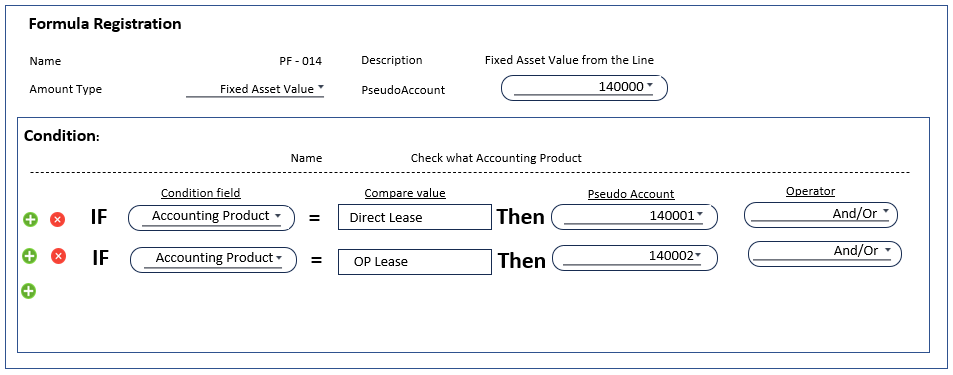 Formula Registration
Name PF - 014 Description Fixed Asset Value from the Line
Amount Type Fixed Asset Value PseudoAccount 140000
Condition:
Name Check what Accounting Product
Condition field Compare value Pseudo Account Operator
IF Accounting Product = Direct Lease Then 140001 And/Or
IF Accounting Product = OP Lease Then 140002 And/Or